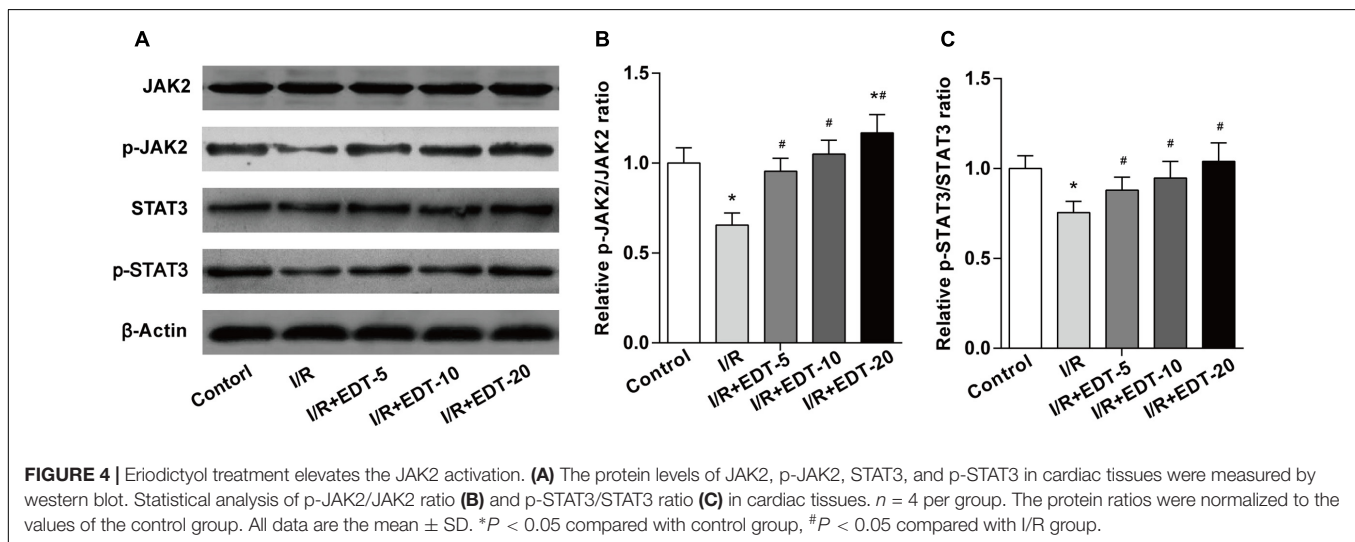 A
JAK2
p-JAK2
STAT3
p-STAT3
β-Actin
Contorl
I/R
I/R+EDT-5
I/R+EDT-10
I/R+EDT-20
B
Relative p-JAK2/JAK2 ratio
1.5
1.0
0.5
0.0
*
#
#
*#
Control
I/R
I/R+EDT-5
I/R+EDT-10
I/R+EDT-20
C
Relative p-STAT3/STAT3 ratio
1.5
1.0
0.5
0.0
*
#
#
#
Control
I/R
I/R+EDT-5
I/R+EDT-10
I/R+EDT-20
FIGURE 4 | Eriodictyol treatment elevates the JAK2 activation. (A) The protein levels of JAK2, p-JAK2, STAT3, and p-STAT3 in cardiac tissues were measured by
western blot. Statistical analysis of p-JAK2/JAK2 ratio (B) and p-STAT3/STAT3 ratio (C) in cardiac tissues. n = 4 per group. The protein ratios were normalized to the
values of the control group. All data are the mean ± SD. *P < 0.05 compared with control group, #P < 0.05 compared with I/R group.